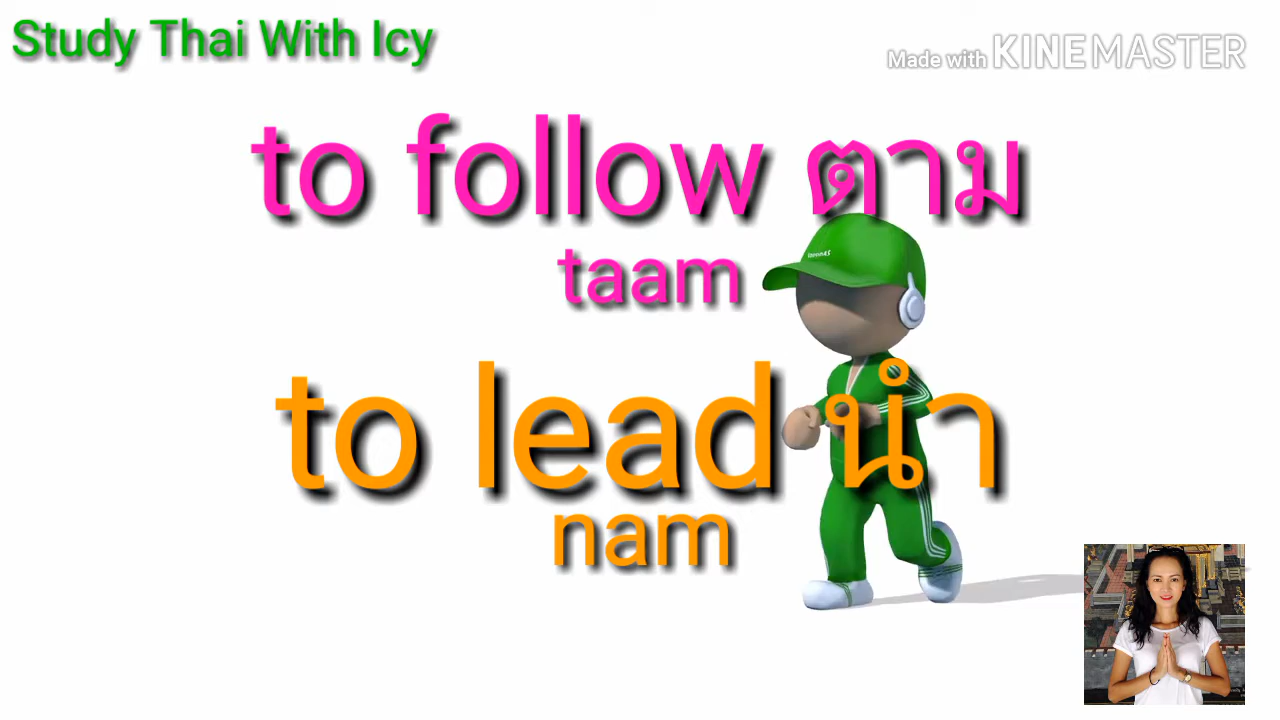 Study Thai With Icy
Made with KINEMASTER
to follow ตาม
taam
to lead นำ
nam